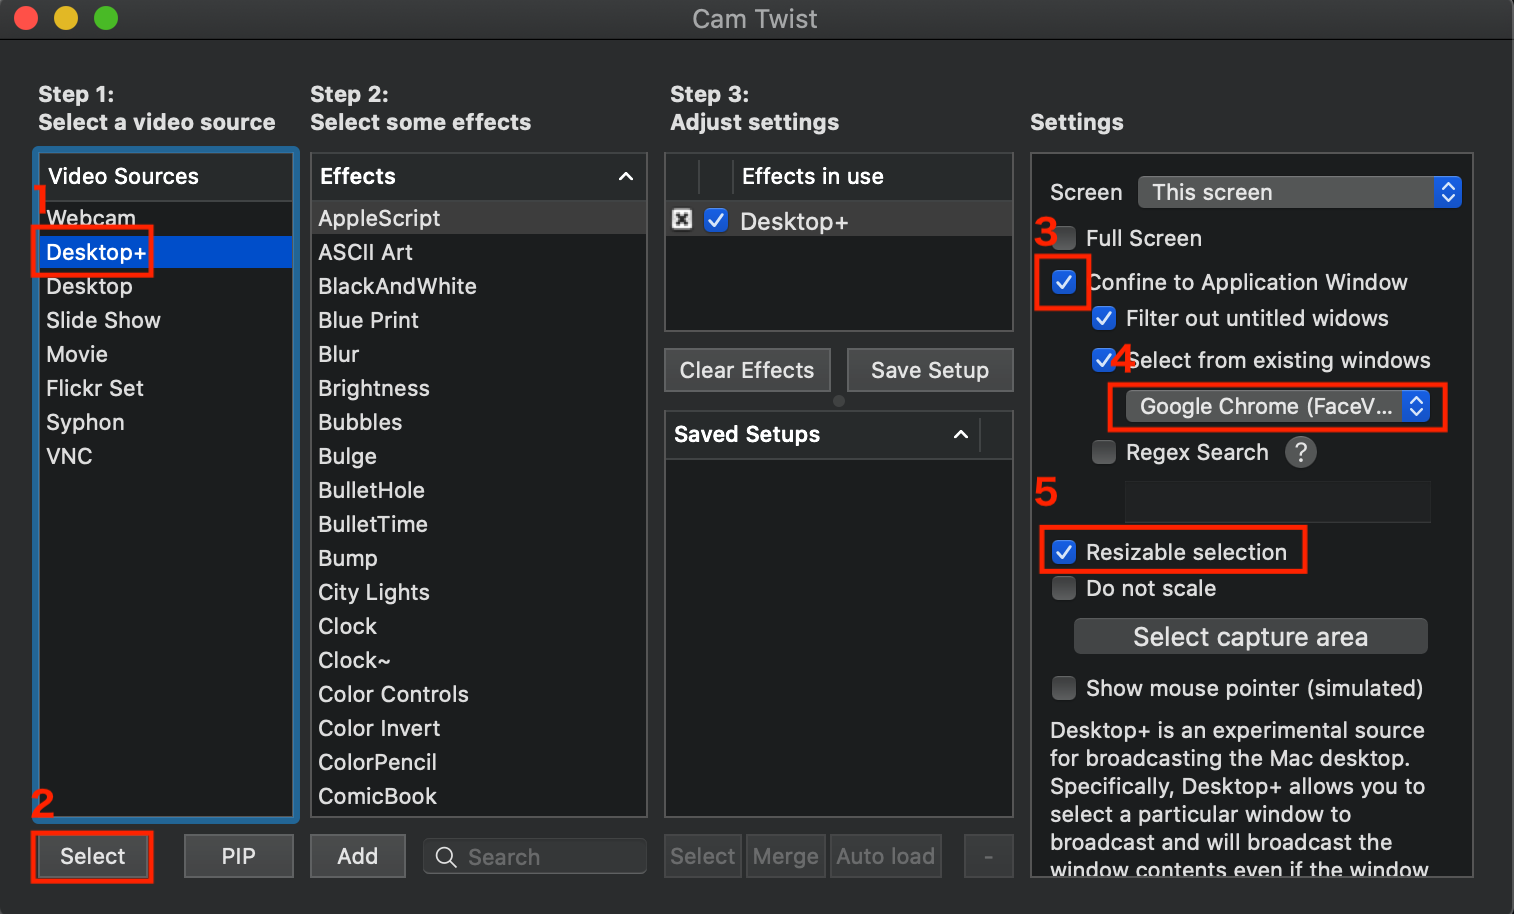 Cam Twist
Step 1:
Select a video source
Video Sources
1
Webcam
Desktop+
Desktop
Slide Show
Movie
Flickr Set
Syphon
VNC
2
Select
PIP
Step 2:
Select some effects
Effects
AppleScript
ASCII Art
BlackAndWhite
Blue Print
Blur
Brightness
Bubbles
Bulge
BulletHole
BulletTime
Bump
City Lights
Clock
Clock~
Color Controls
Color Invert
ColorPencil
ComicBook
Add
Search
Step 3:
Adjust settings
Effects in use
Desktop+
Clear Effects
Save Setup
Saved Setups
Select
Merge
Auto load
-
Settings
Screen
This screen
3
Full Screen
Confine to Application Window
Filter out untitled widows
4
Select from existing windows
Google Chrome (FaceV...
Regex Search
?
5
Resizable selection
Do not scale
Select capture area
Show mouse pointer (simulated)
Desktop+ is an experimental source
for broadcasting the Mac desktop.
Specifically, Desktop+ allows you to
select a particular window to
broadcast and will broadcast the
window contents even if the window